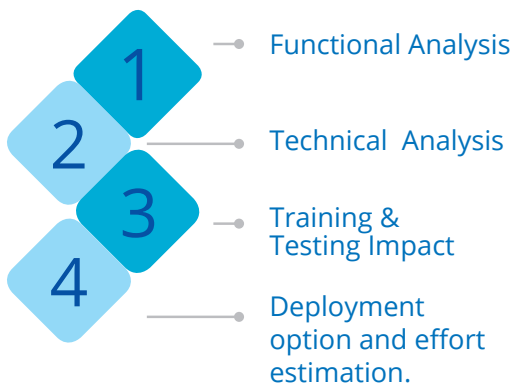 1
Functional Analysis
2
Technical Analysis
3
Training &
Testing Impact
4
Deployment
option and effort
estimation.